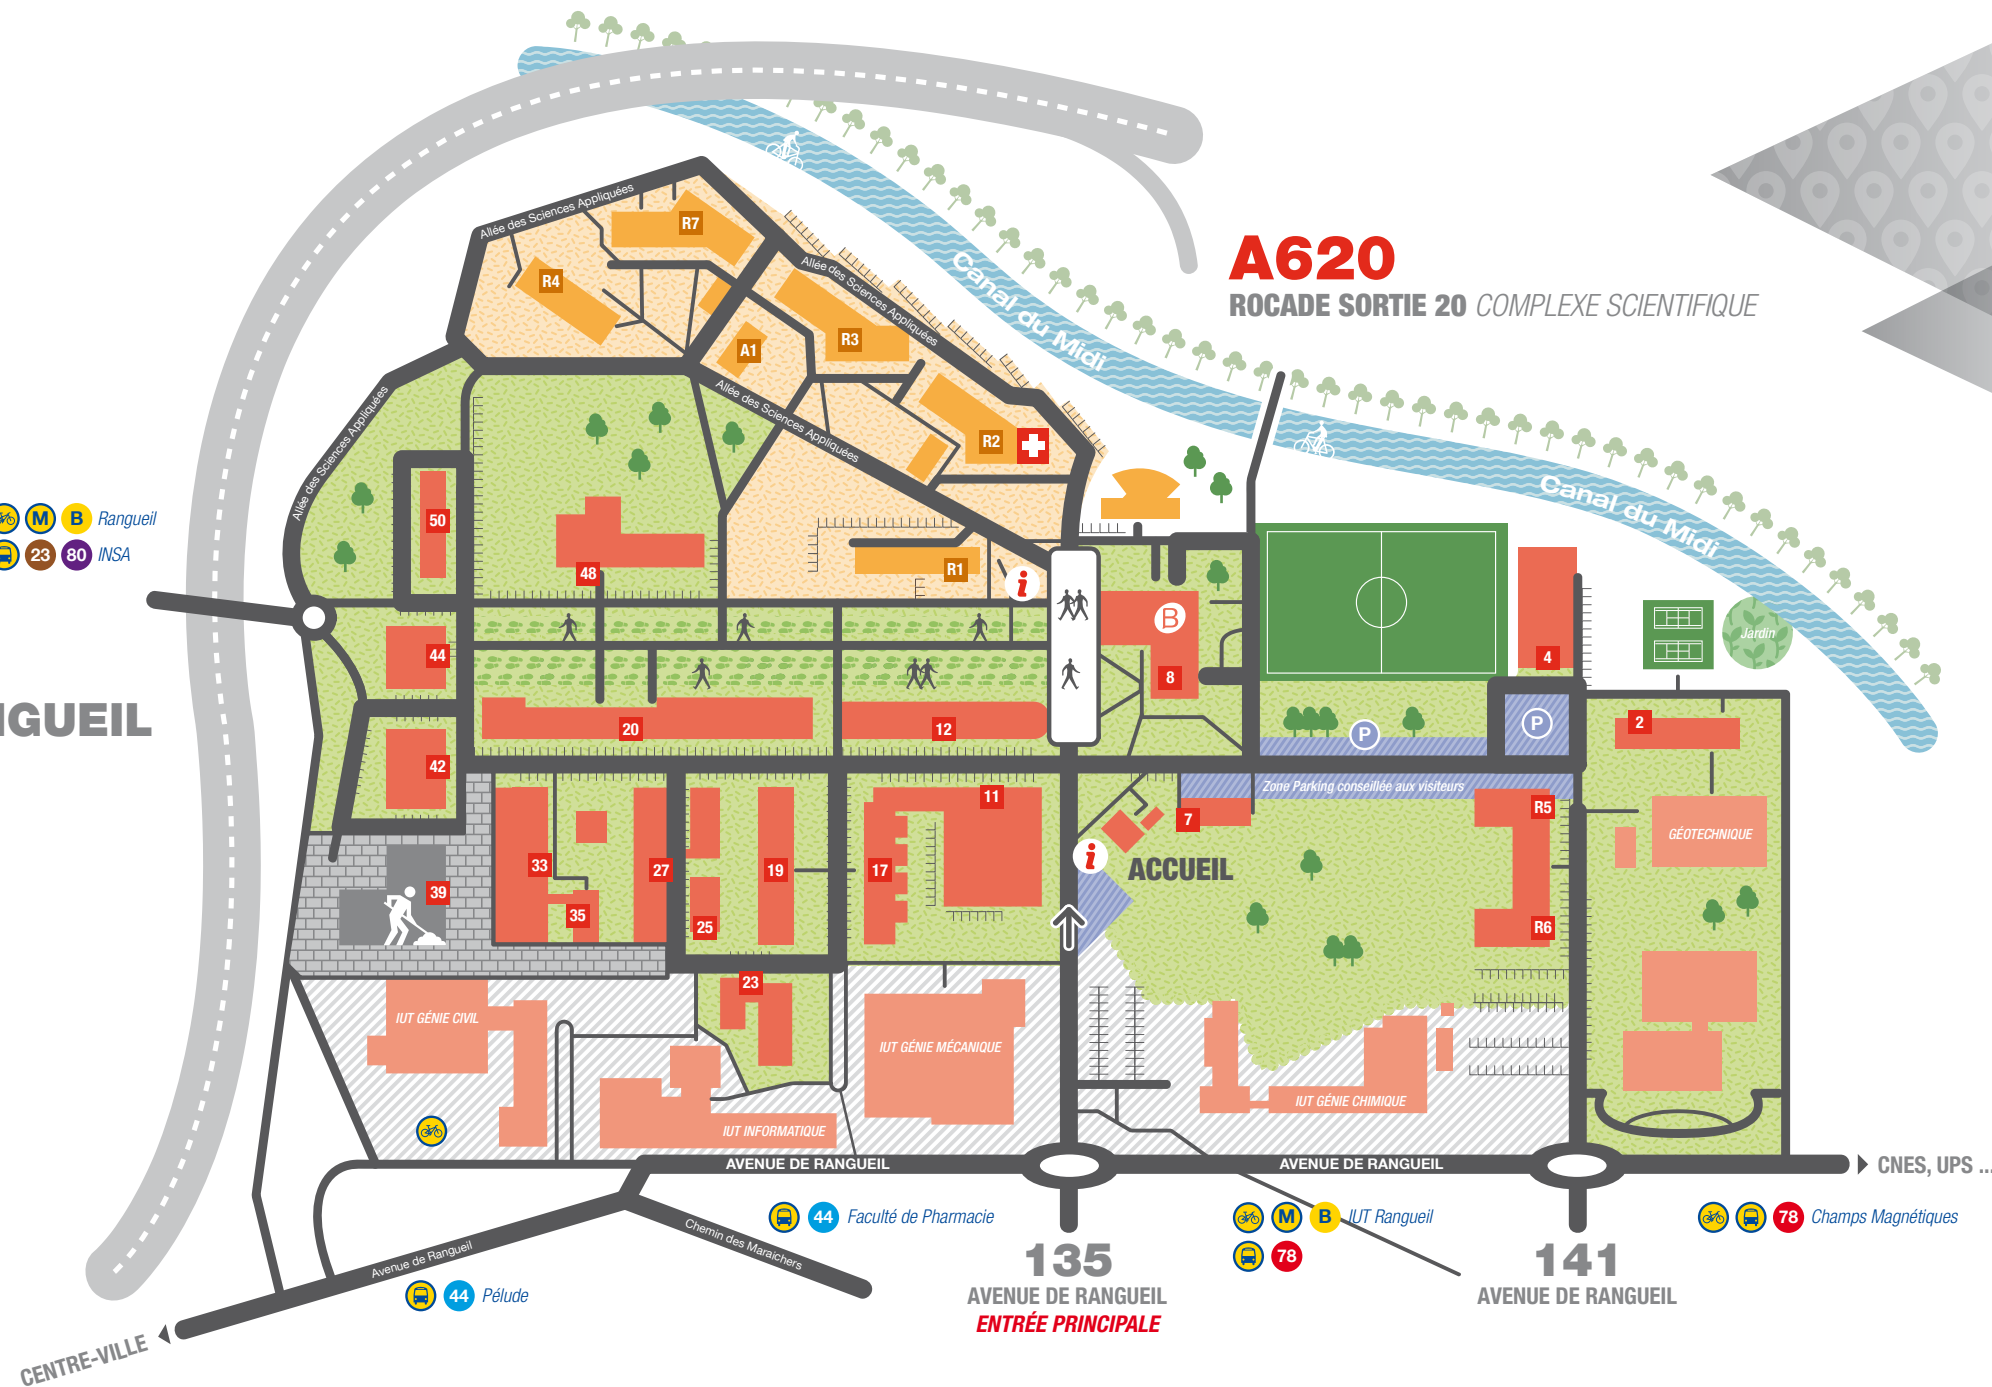 A620
ROCADE SORTIE 20 COMPLEXE SCIENTIFIQUE
Canal du Midi
Canal du Midi
Allée des Sciences Appliquées
Allée des Sciences Appliquées
Allée des Sciences Appliquées
Allée des Sciences Appliquées
R7
R4
R3
A1
R2
R1
i
M B Rangueil
23 80 INSA
NGUEIL
50
48
44
42
20
12
B
8
4
Jardin
2
P
P
Zone Parking conseillée aux visiteurs
39
33
35
27
25
19
17
11
23
7
i
ACCUEIL
R5
R6
GÉOTECHNIQUE
IUT GÉNIE CIVIL
IUT INFORMATIQUE
IUT GÉNIE MÉCANIQUE
IUT GÉNIE CHIMIQUE
AVENUE DE RANGUEIL
AVENUE DE RANGUEIL
CNES, UPS ...
44 Faculté de Pharmacie
M B IUT Rangueil
78
78 Champs Magnétiques
Chemin des Maraichers
Avenue de Rangueil
44 Pélude
135
AVENUE DE RANGUEIL
ENTRÉE PRINCIPALE
141
AVENUE DE RANGUEIL
CENTRE-VILLE